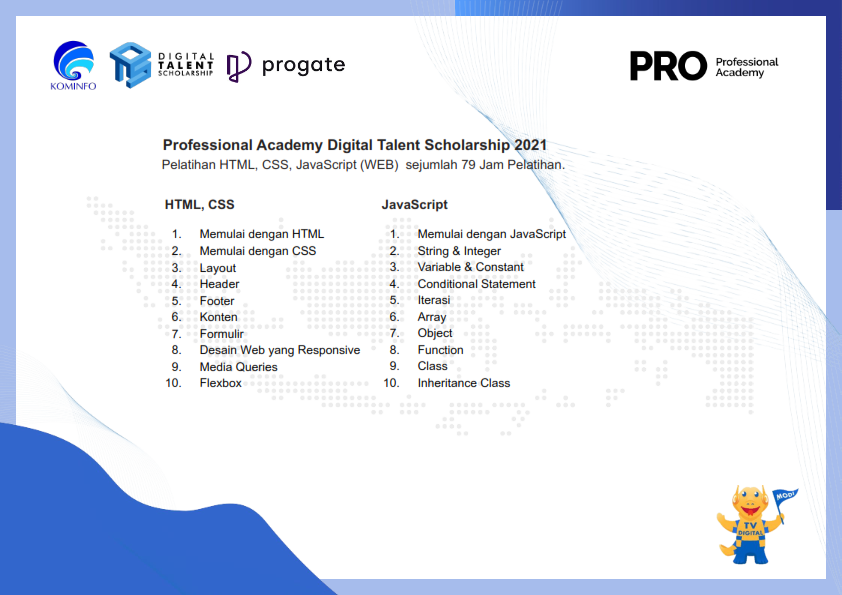 KOMINFO
DIGITAL
TALENT
SCHOLARSHIP
progate
PRO Professional
Academy
Professional Academy Digital Talent Scholarship 2021
Pelatihan HTML, CSS, JavaScript (WEB) sejumlah 79 Jam Pelatihan.
HTML, CSS
1. Memulai dengan HTML
2. Memulai dengan CSS
3. Layout
4. Header
5. Footer
6. Konten
7. Formulir
8. Desain Web yang Responsive
9. Media Queries
10. Flexbox
JavaScript
1. Memulai dengan JavaScript
2. String & Integer
3. Variable & Constant
4. Conditional Statement
5. Iterasi
6. Array
7. Object
8. Function
9. Class
10. Inheritance Class
MODI
TV
DIGITAL